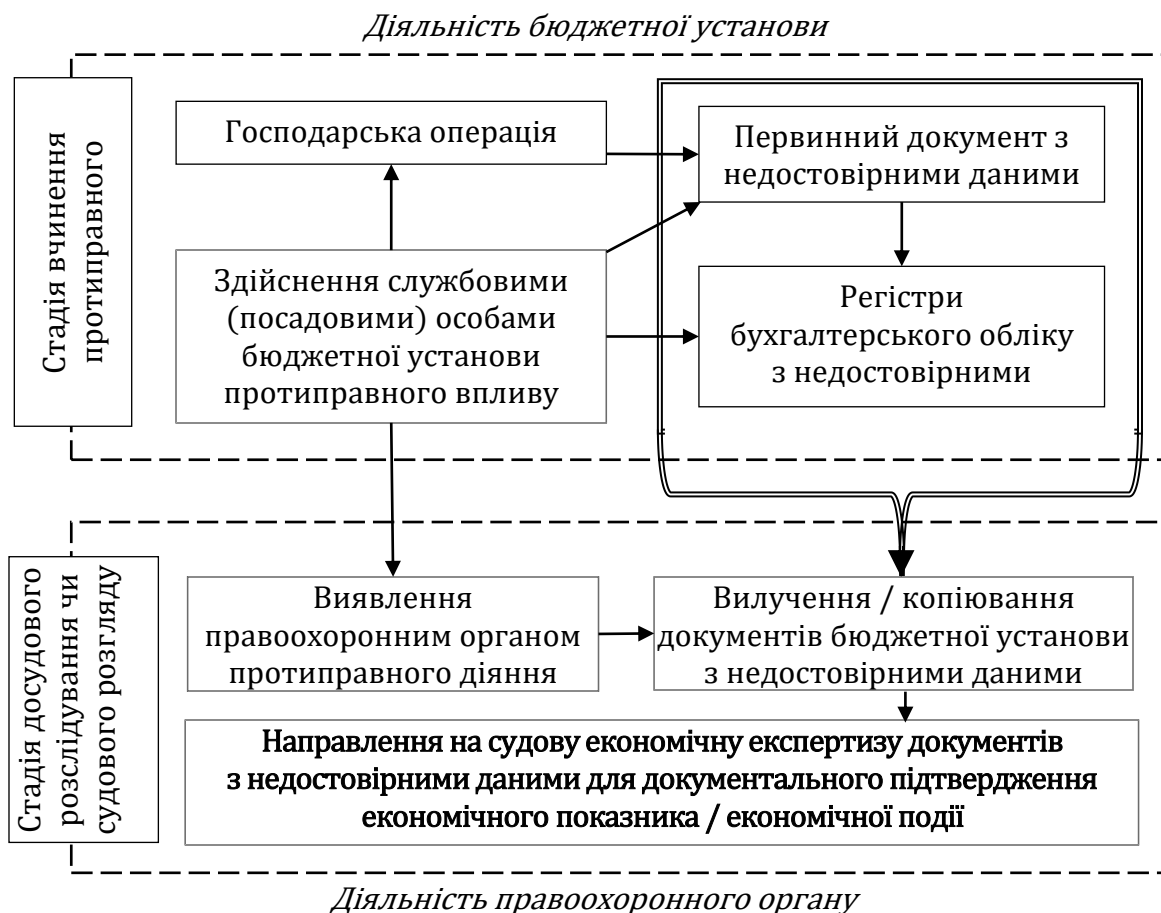 Діяльність бюджетної установи
Стадія вчинення
протиправного
Господарська операція
Первинний документ з
недостовірними даними
Здійснення службовими
(посадовими) особами
бюджетної установи
протиправного впливу
Регістри
бухгалтерського обліку
з недостовірними
Стадія досудового
розслідування чи
судового розгляду
Виявлення
правоохоронним органом
протиправного діяння
Вилучення / копіювання
документів бюджетної установи
з недостовірними даними
Направлення на судову економічну експертизу документів
з недостовірними даними для документального підтвердження
економічного показника / економічної події
Діяльність правоохоронного органу